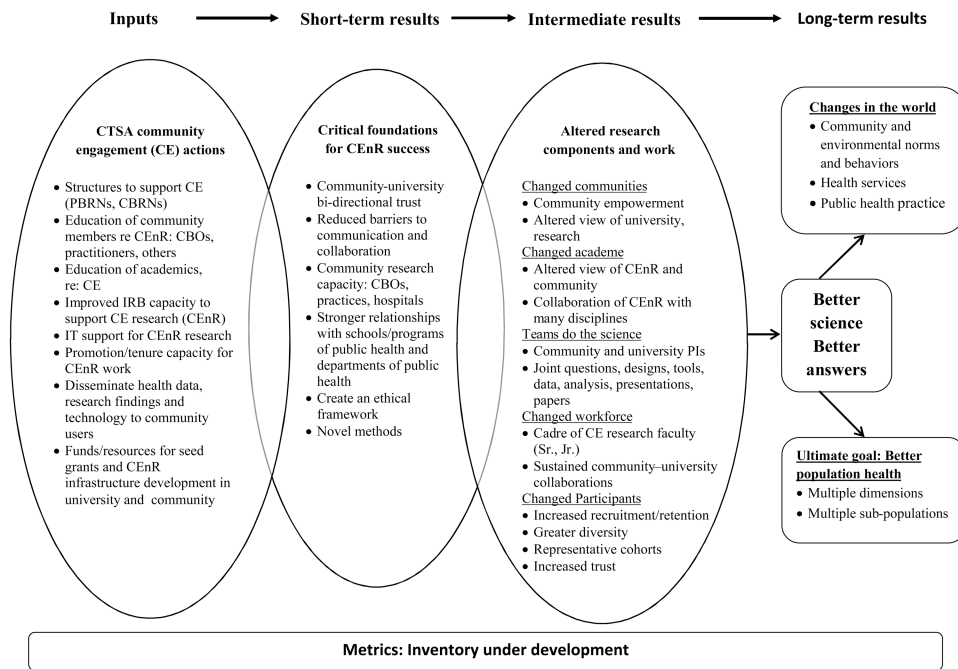 Inputs
Short-term results
Intermediate results
Long-term results
CTSA community
engagement (CE) actions
• Structures to support CE
(PBRNs, CBRNs)
• Education of community
members re CEnR: CBOs,
practitioners, others
• Education of academics,
re: CE
• Improved IRB capacity to
support CE research (CEnR)
• IT support for CEnR research
• Promotion/tenure capacity for
CEnR work
• Disseminate health data,
research findings and
technology to community
users
• Funds/resources for seed
grants and CEnR
infrastructure development in
university and community
Critical foundations
for CEnR success
• Community-university
bi-directional trust
• Reduced barriers to
communication and
collaboration
• Community research
capacity: CBOs,
practices, hospitals
• Stronger relationships
with schools/programs
of public health and
departments of public
health
• Create an ethical
framework
• Novel methods
Altered research
components and work
Changed communities
• Community empowerment
• Altered view of university,
research
Changed academe
• Altered view of CEnR and
community
• Collaboration of CEnR with
many disciplines
Teams do the science
• Community and university PIs
• Joint questions, designs, tools,
data, analysis, presentations,
papers
Changed workforce
• Cadre of CE research faculty
(Sr., Jr.)
• Sustained community–university
collaborations
Changed Participants
• Increased recruitment/retention
• Greater diversity
• Representative cohorts
• Increased trust
Changes in the world
• Community and
environmental norms
and behaviors
• Health services
• Public health practice
Better
science
Better
answers
Ultimate goal: Better
population health
• Multiple dimensions
• Multiple sub-populations
Metrics: Inventory under development